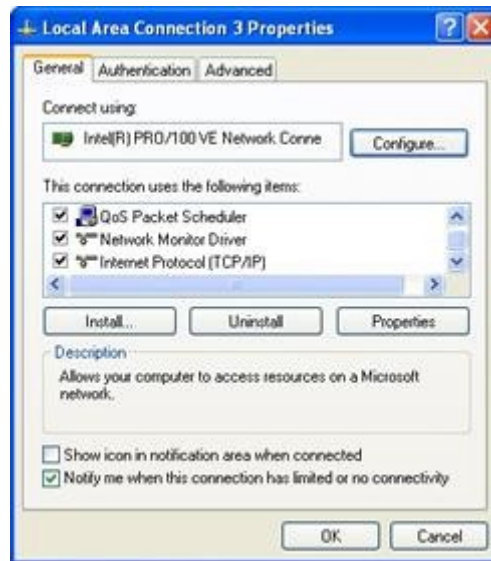 Local Area Connection 3 Properties
General Authentication Advanced
Connect using:
Intel(R) PRO/100 VE Network Conne
Configure...
This connection uses the following items:
QoS Packet Scheduler
Network Monitor Driver
Internet Protocol (TCP/IP)
Install... Uninstall Properties
Description
Allows your computer to access resources on a Microsoft
network.
Show icon in notification area when connected
Notify me when this connection has limited or no connectivity
OK Cancel